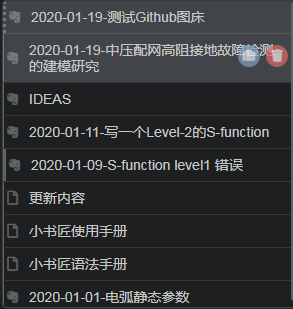 2020-01-19-测试Github图床
2020-01-19-中压配网高阻接地故障检测
的建模研究
IDEAS
2020-01-11-写一个Level-2的S-function
2020-01-09-S-function level1 错误
更新内容
小书匠使用手册
小书匠语法手册
2020-01-01-电弧静态参数